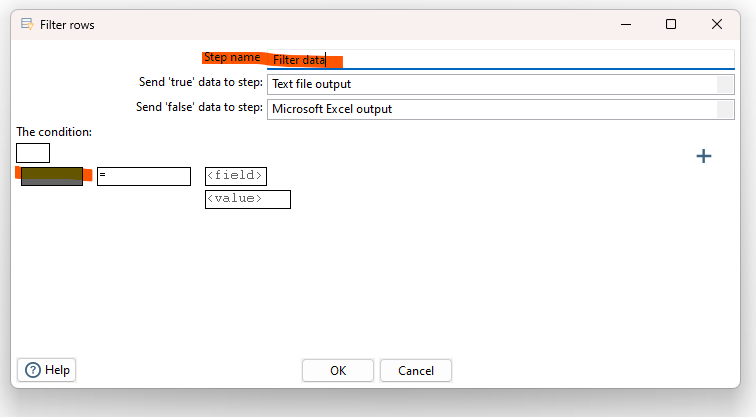 Filter rows
Step name Filter data
Send 'true' data to step: Text file output
Send 'false' data to step: Microsoft Excel output
The condition:
= <field>
<value>
Help OK Cancel